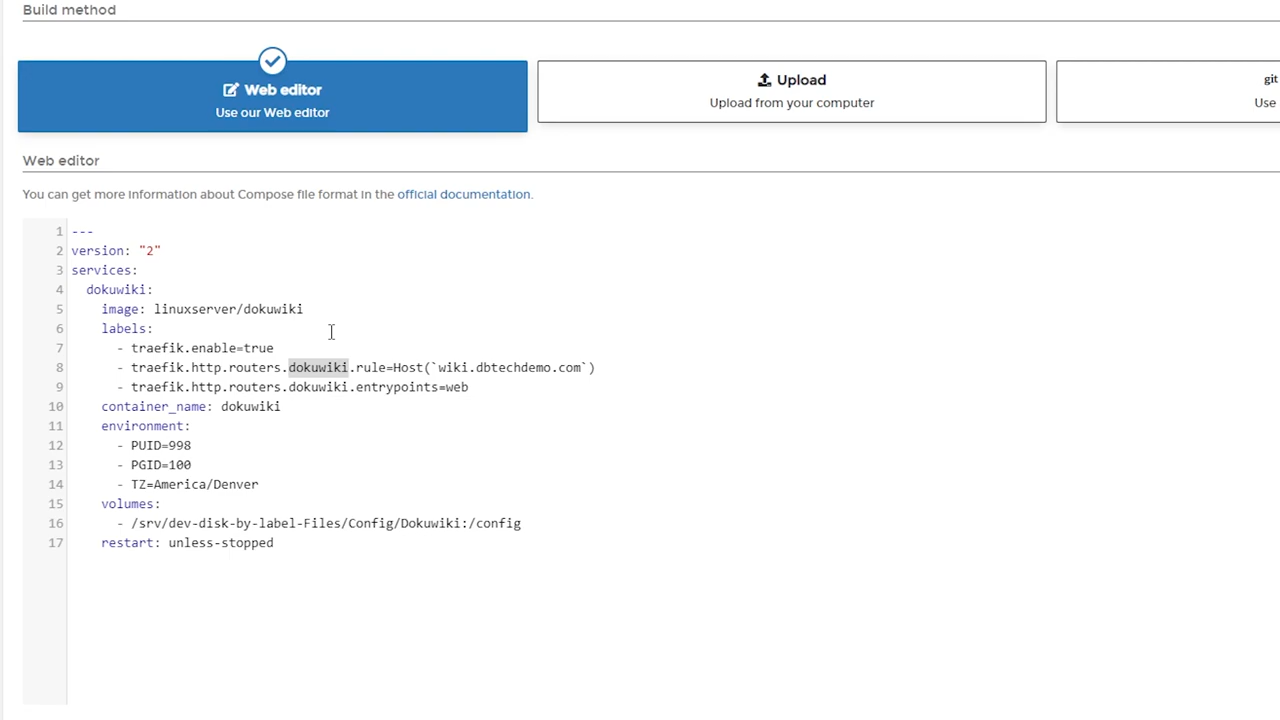 Build method
Web editor
Use our Web editor
Upload
Upload from your computer
git
Use
Web editor
You can get more information about Compose file format in the official documentation.
1 ---
2 version: "2"
3 services:
4 dokuwiki:
5 image: linuxserver/dokuwiki
6 labels:
7 - traefik.enable=true
8 - traefik.http.routers.dokuwiki.rule=Host(`wiki.dbtechdemo.com`)
9 - traefik.http.routers.dokuwiki.entrypoints=web
10 container_name: dokuwiki
11 environment:
12 - PUID=998
13 - PGID=100
14 - TZ=America/Denver
15 volumes:
16 - /srv/dev-disk-by-label-Files/Config/Dokuwiki:/config
17 restart: unless-stopped